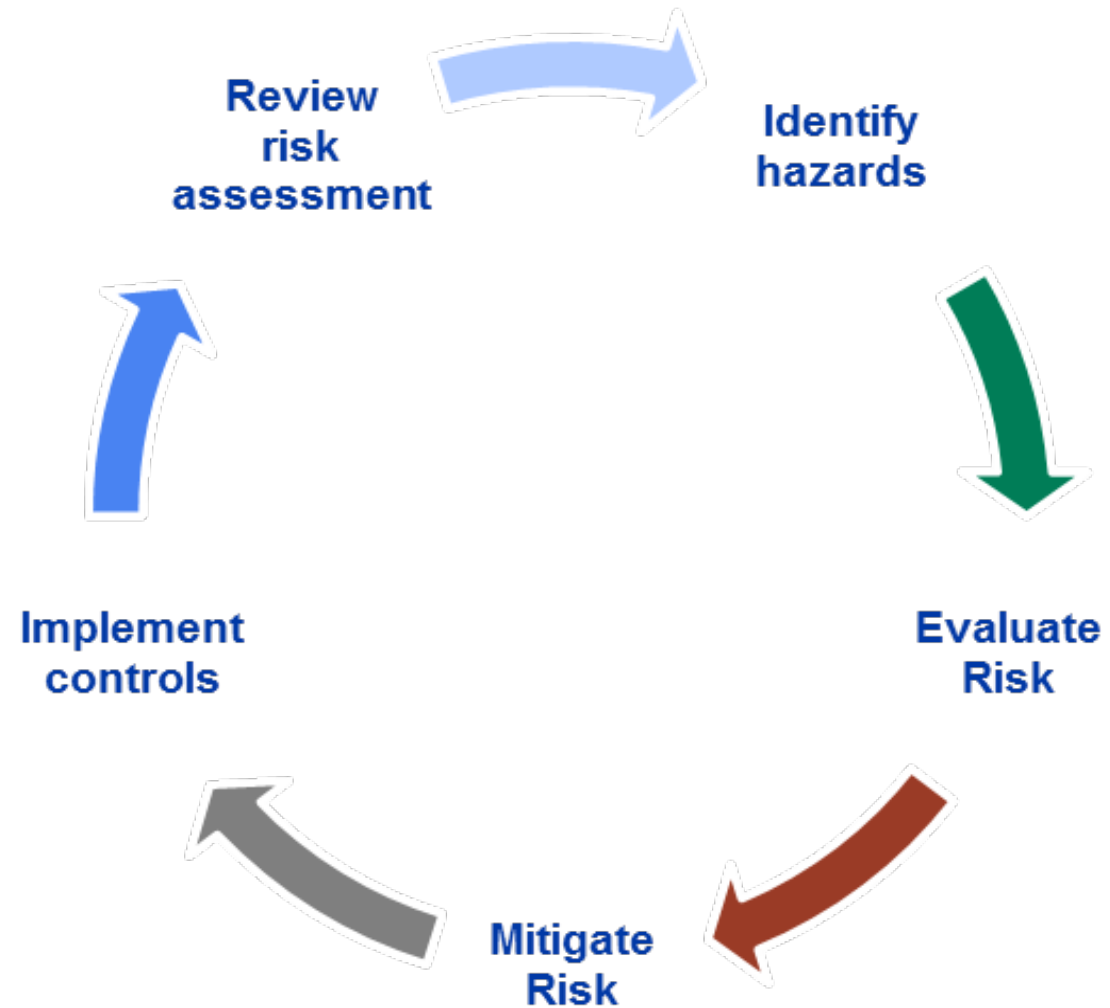 Review
risk
assessment
Identify
hazards
Evaluate
Risk
Mitigate
Risk
Implement
controls